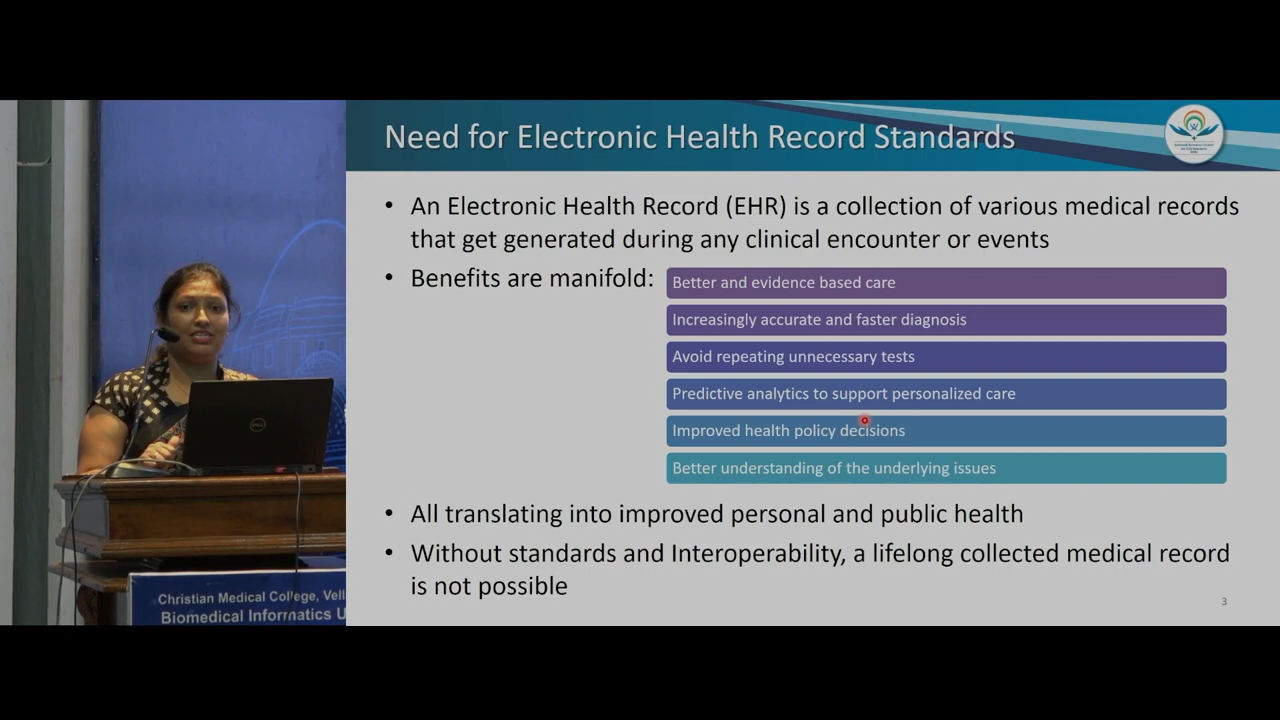 Need for Electronic Health Record Standards
• An Electronic Health Record (EHR) is a collection of various medical records
that get generated during any clinical encounter or events
• Benefits are manifold:
Better and evidence based care
Increasingly accurate and faster diagnosis
Avoid repeating unnecessary tests
Predictive analytics to support personalized care
Improved health policy decisions
Better understanding of the underlying issues
• All translating into improved personal and public health
• Without standards and Interoperability, a lifelong collected medical record
is not possible
3
DELL
Christian Medical College, Vell
Biomedical Informatics U